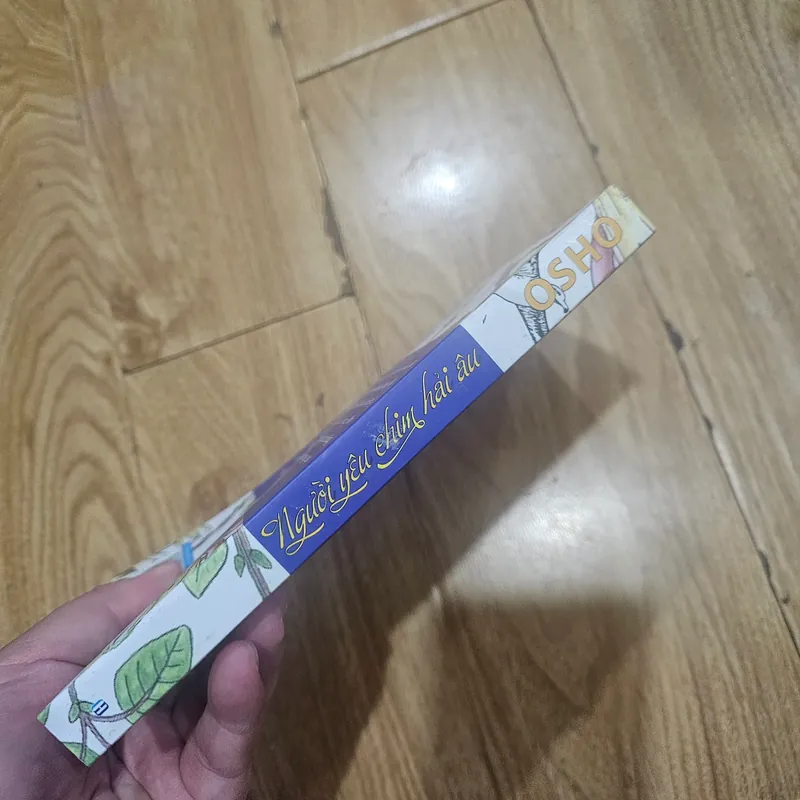 Người yêu chim hải âu
OSHO